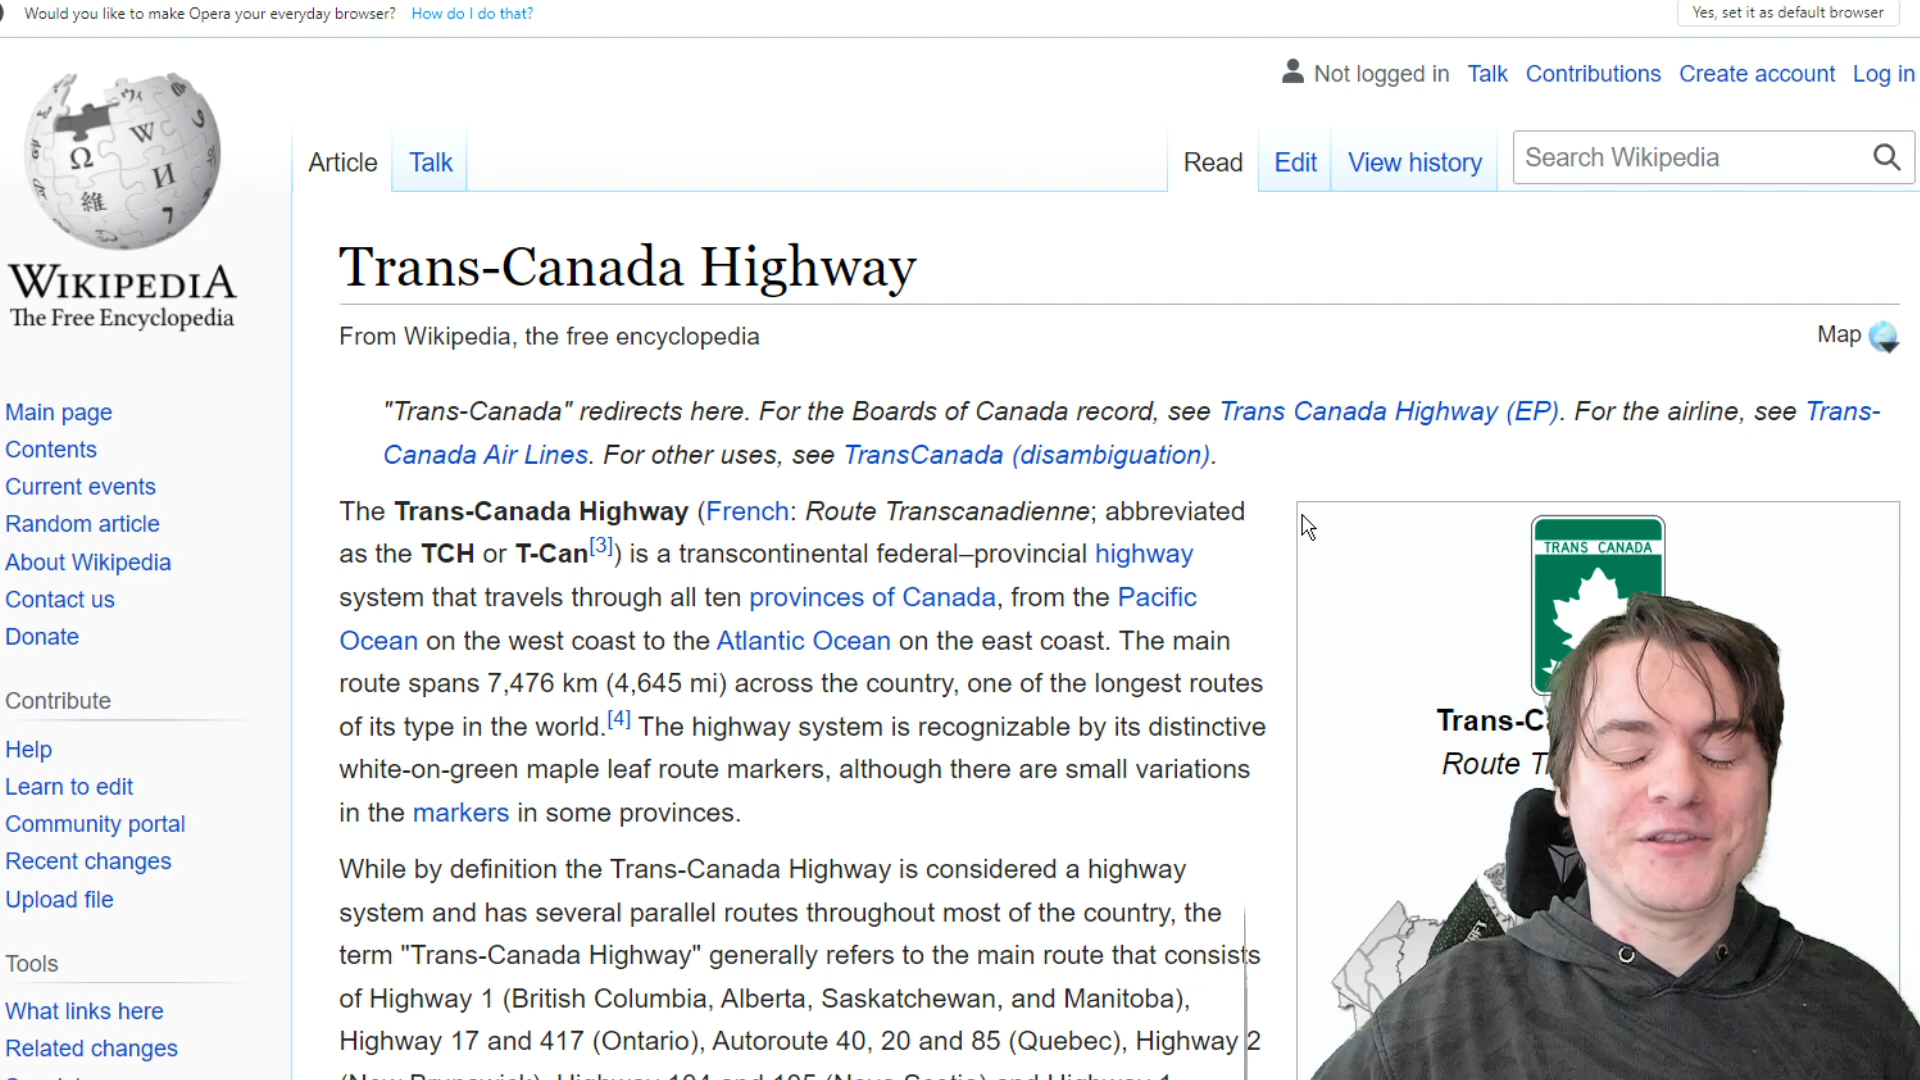 Would you like to make Opera your everyday browser? How do I do that? Yes, set it as default browser
Not logged in Talk Contributions Create account Log in
Article Talk Read Edit View history Search Wikipedia
WIKIPEDIA
The Free Encyclopedia
Trans-Canada Highway
From Wikipedia, the free encyclopedia
Map
"Trans-Canada" redirects here. For the Boards of Canada record, see Trans Canada Highway (EP). For the airline, see Trans-
Canada Air Lines. For other uses, see TransCanada (disambiguation).
Main page
Contents
Current events
Random article
About Wikipedia
Contact us
Donate
Contribute
Help
Learn to edit
Community portal
Recent changes
Upload file
Tools
What links here
Related changes
The Trans-Canada Highway (French: Route Transcanadienne; abbreviated
as the TCH or T-Can[3]) is a transcontinental federal–provincial highway
system that travels through all ten provinces of Canada, from the Pacific
Ocean on the west coast to the Atlantic Ocean on the east coast. The main
route spans 7,476 km (4,645 mi) across the country, one of the longest routes
of its type in the world.[4] The highway system is recognizable by its distinctive
white-on-green maple leaf route markers, although there are small variations
in the markers in some provinces.
While by definition the Trans-Canada Highway is considered a highway
system and has several parallel routes throughout most of the country, the
term "Trans-Canada Highway" generally refers to the main route that consists
of Highway 1 (British Columbia, Alberta, Saskatchewan, and Manitoba),
Highway 17 and 417 (Ontario), Autoroute 40, 20 and 85 (Quebec), Highway 2
TRANS CANADA
Trans-C
Route T